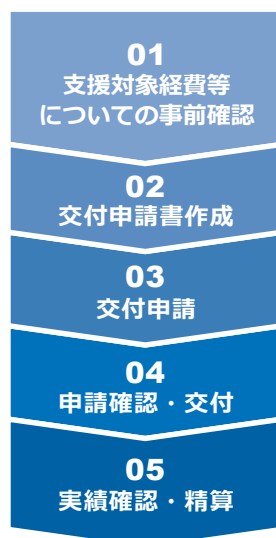 01
支援対象経費等
についての事前確認
02
交付申請書作成
03
交付申請
04
申請確認・交付
05
実績確認・精算